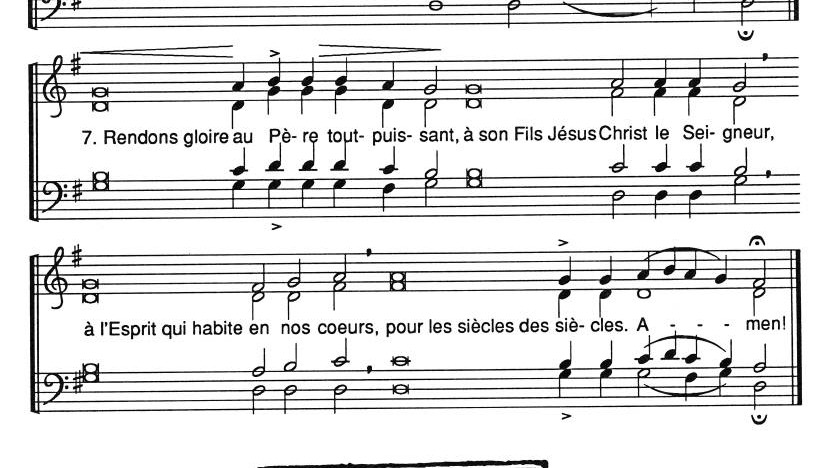 7. Rendons gloire au Pè- re tout- puis- sant, à son Fils Jésus Christ le Sei- gneur,
à l'Esprit qui habite en nos coeurs, pour les siècles des siè- cles. A - - - men!